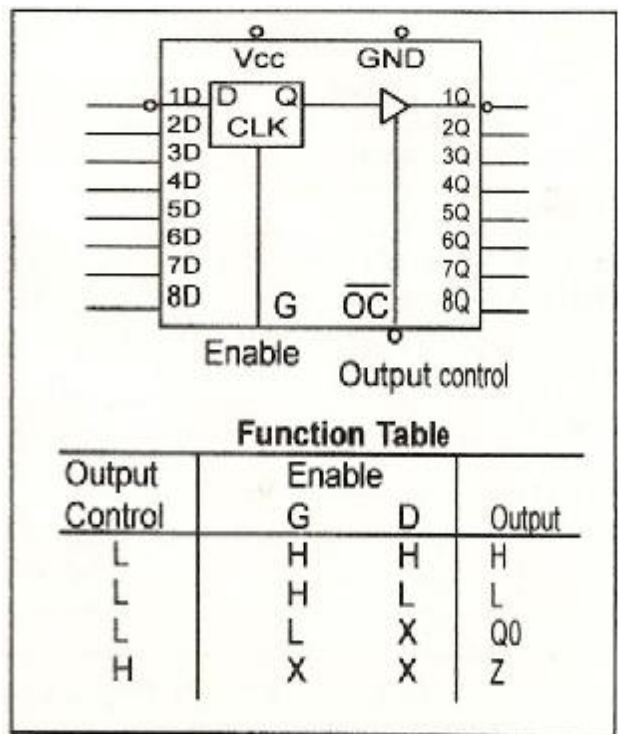 Vcc GND
1D D Q 1Q
2D CLK 2Q
3D 3Q
4D 4Q
5D 5Q
6D 6Q
7D 7Q
8D G OC 8Q
Enable Output control
Function Table
Output Enable
Control G D Output
L H H H
L H L L
L L X Q0
H X X Z